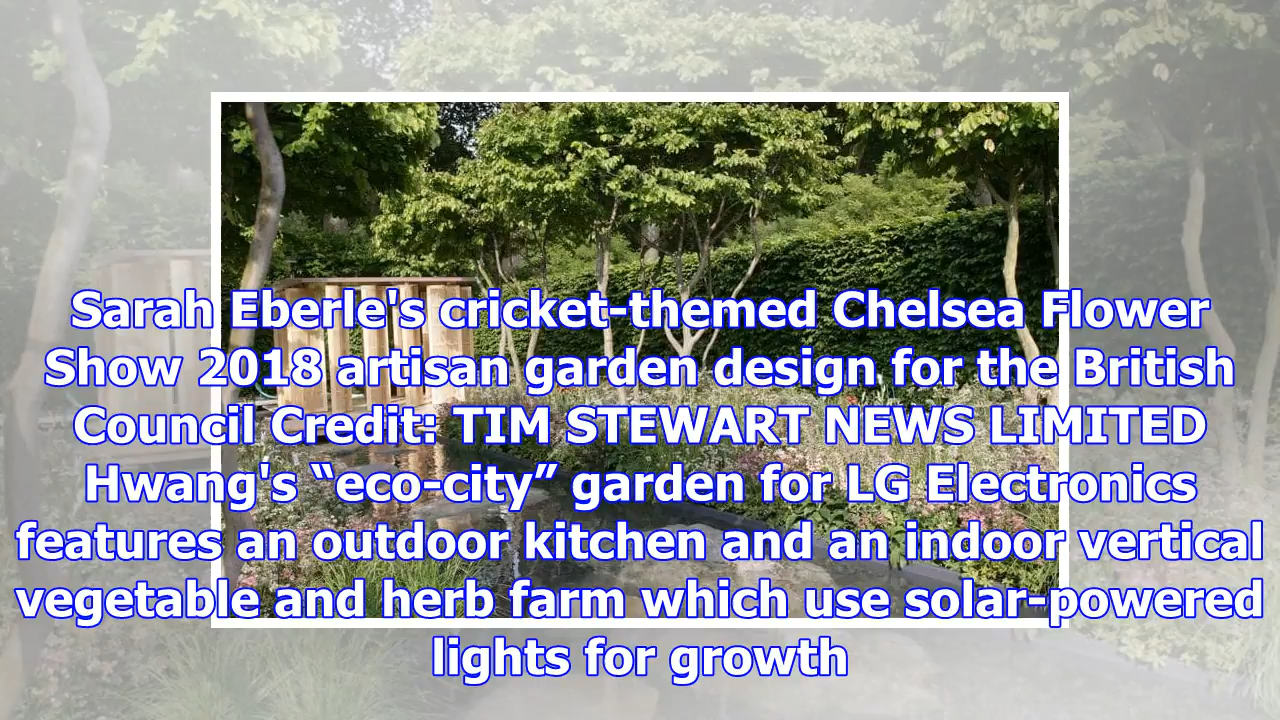 Sarah Eberle's cricket-themed Chelsea Flower
Show 2018 artisan garden design for the British
Council Credit: TIM STEWART NEWS LIMITED
Hwang's “eco-city” garden for LG Electronics
features an outdoor kitchen and an indoor vertical
vegetable and herb farm which use solar-powered
lights for growth